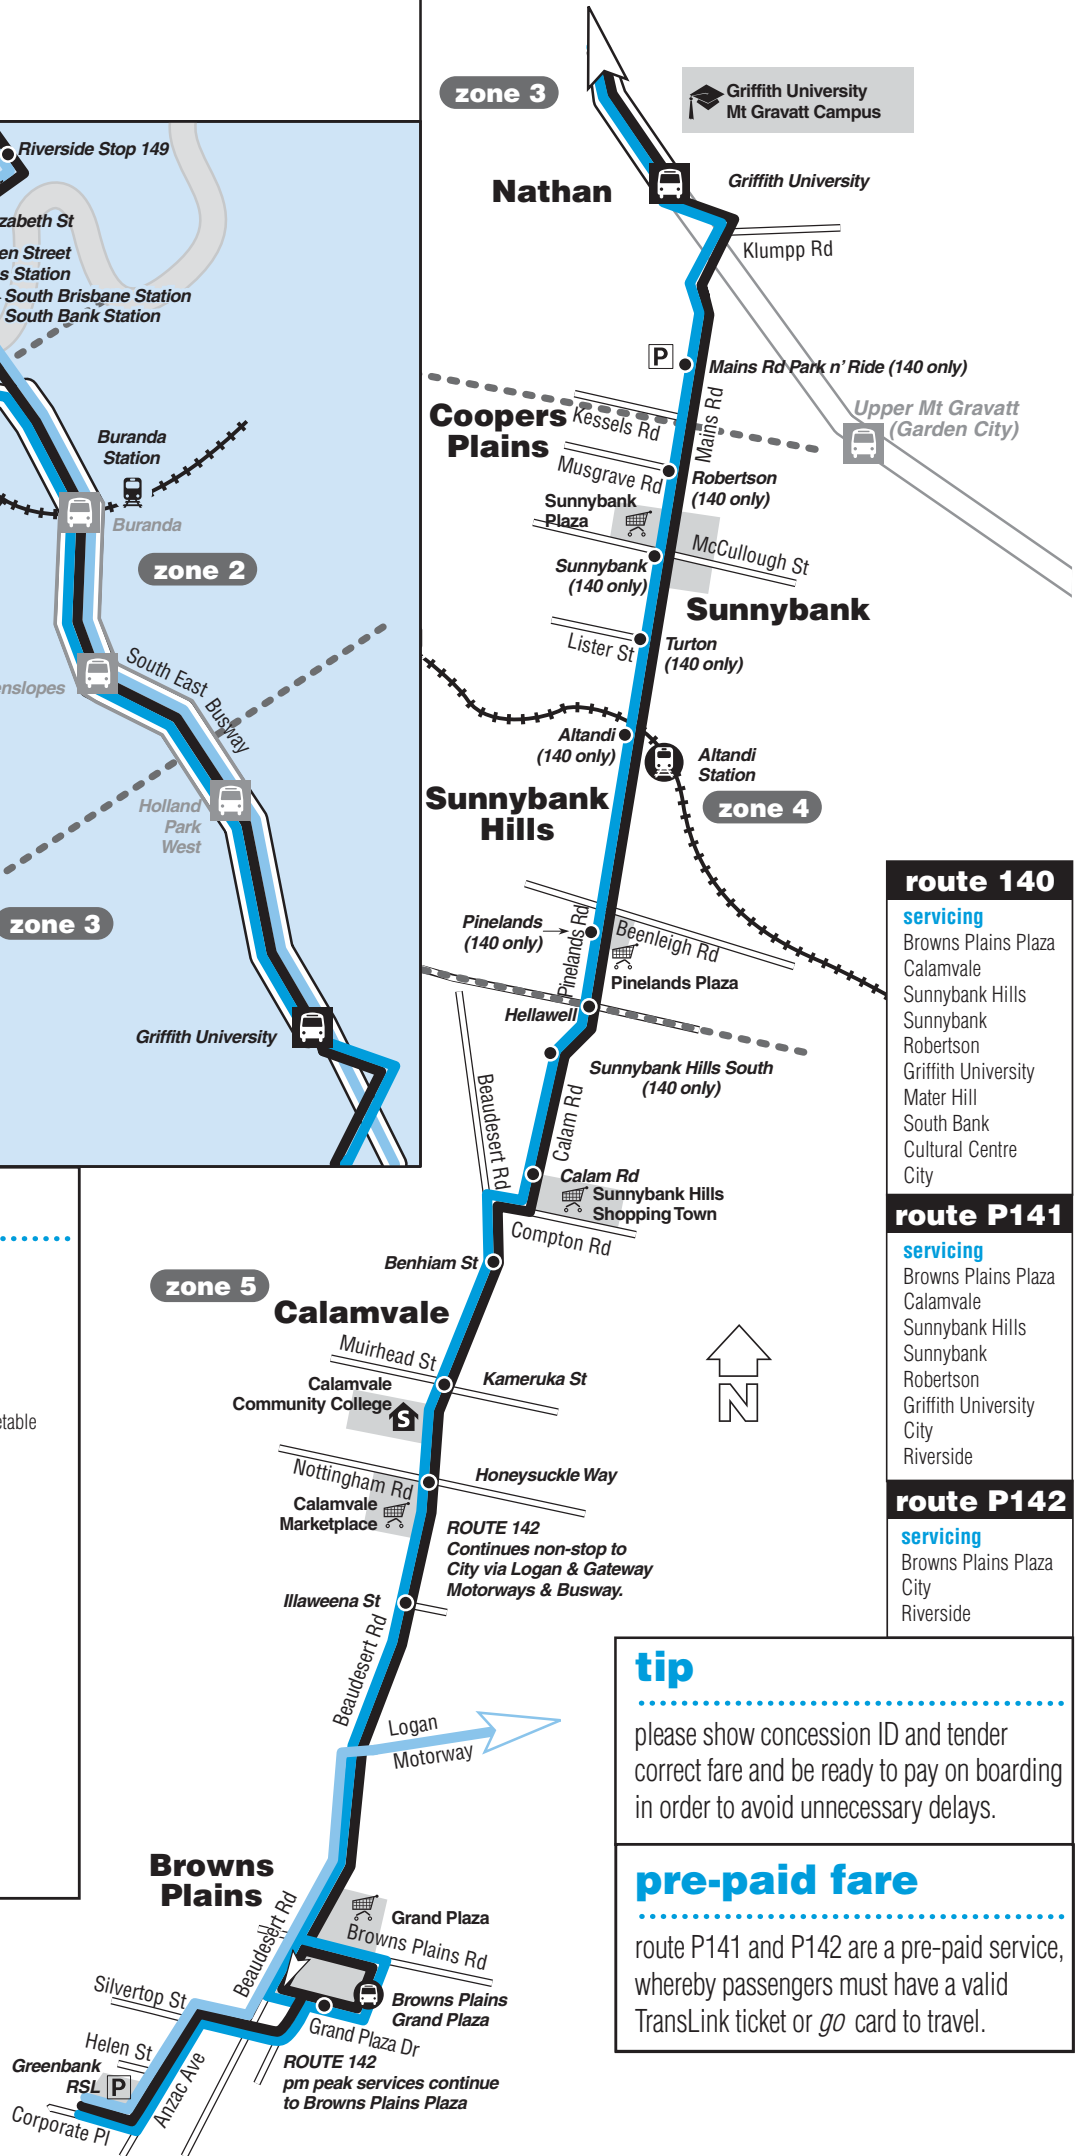 zone 3
Griffith University
Mt Gravatt Campus
Nathan
Griffith University
Klumpp Rd
P
Mains Rd Park n' Ride (140 only)
Mains Rd
Upper Mt Gravatt
(Garden City)
Coopers
Plains
Kessels Rd
Musgrave Rd
Robertson
(140 only)
Sunnybank
Plaza
McCullough St
Sunnybank
(140 only)
Sunnybank
Lister St
Turton
(140 only)
Altandi
(140 only)
Altandi
Station
Sunnybank
Hills
zone 4
Pinelands
(140 only)
Pinelands Rd
Beenleigh Rd
Pinelands Plaza
Hellawell
Sunnybank Hills South
(140 only)
Beaudesert Rd
Calam Rd
Calam Rd
Sunnybank Hills
Shopping Town
Compton Rd
Benhiam St
zone 5
Calamvale
Muirhead St
Kameruka St
Calamvale
Community College
S
N
Nottingham Rd
Honeysuckle Way
Calamvale
Marketplace
ROUTE 142
Continues non-stop to
City via Logan & Gateway
Motorways & Busway.
Illaweena St
Beaudesert Rd
Logan
Motorway
Browns
Plains
Grand Plaza
Browns Plains Rd
Beaudesert Rd
Silvertop St
Browns Plains
Grand Plaza
Grand Plaza Dr
Helen St
Greenbank
RSL
P
Anzac Ave
Corporate Pl
ROUTE 142
pm peak services continue
to Browns Plains Plaza
Riverside Stop 149
zabeth St
en Street
s Station
South Brisbane Station
South Bank Station
Buranda
Station
Buranda
zone 2
South East Busway
enslopes
Holland
Park
West
zone 3
Griffith University
etable
route 140
servicing
Browns Plains Plaza
Calamvale
Sunnybank Hills
Sunnybank
Robertson
Griffith University
Mater Hill
South Bank
Cultural Centre
City
route P141
servicing
Browns Plains Plaza
Calamvale
Sunnybank Hills
Sunnybank
Robertson
Griffith University
City
Riverside
route P142
servicing
Browns Plains Plaza
City
Riverside
tip
please show concession ID and tender
correct fare and be ready to pay on boarding
in order to avoid unnecessary delays.
pre-paid fare
route P141 and P142 are a pre-paid service,
whereby passengers must have a valid
TransLink ticket or go card to travel.